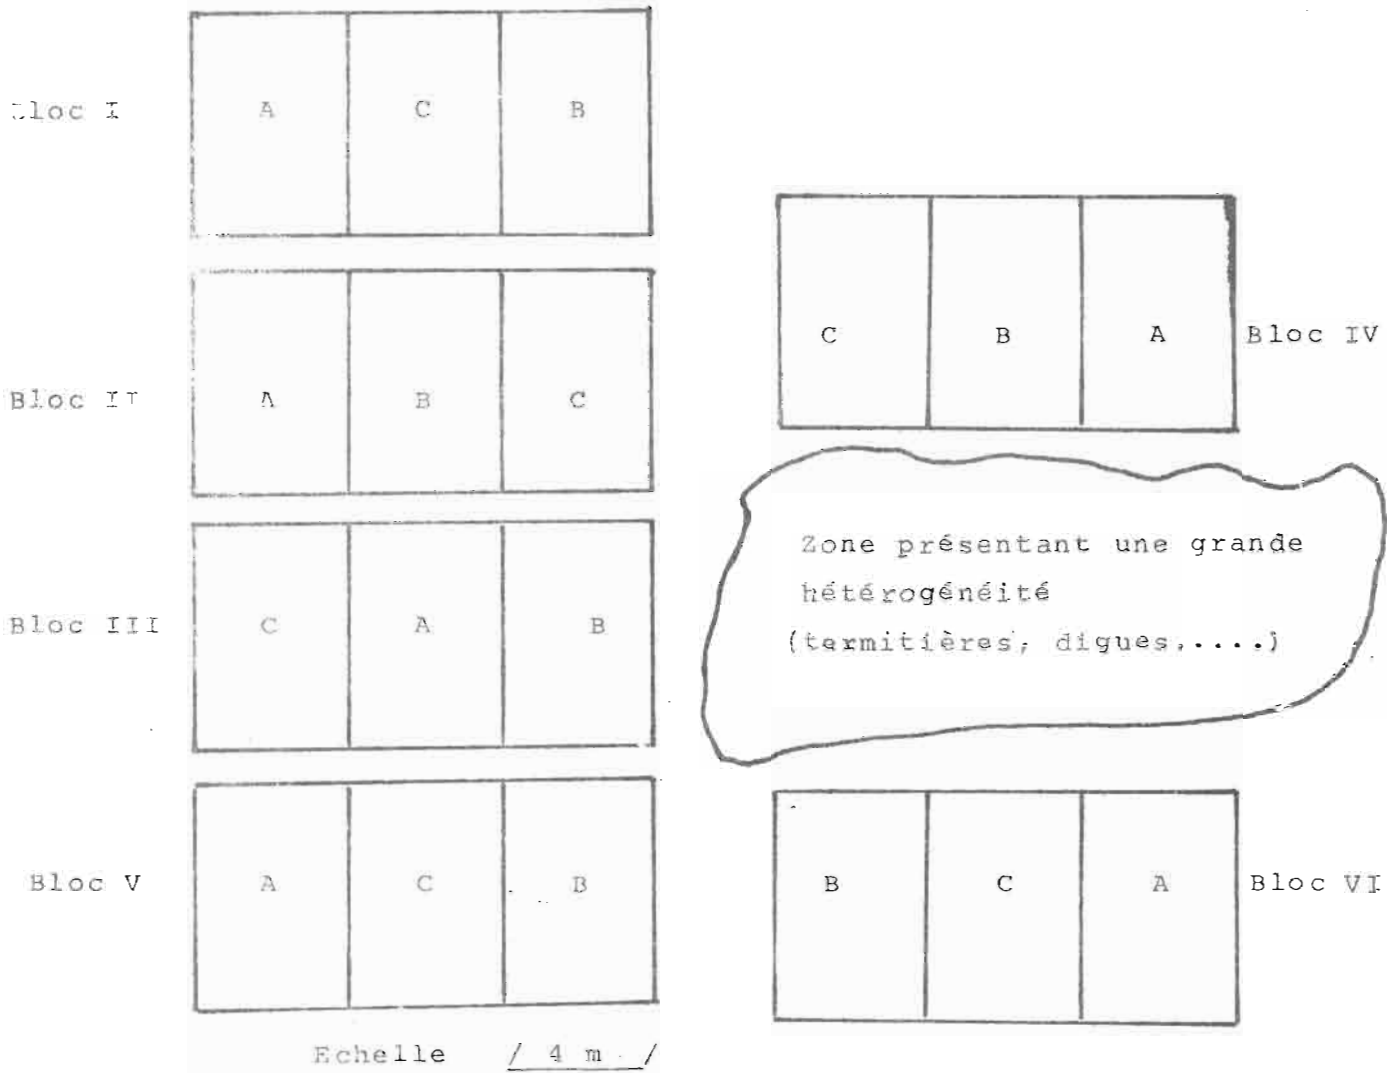 Bloc I A C B
Bloc II A B C
C B A Bloc IV
Zone présentant une grande
hétérogénéité
(termitières, digues,....)
Bloc III C A B
Bloc V A C B
B C A Bloc VI
Echelle / 4 m /